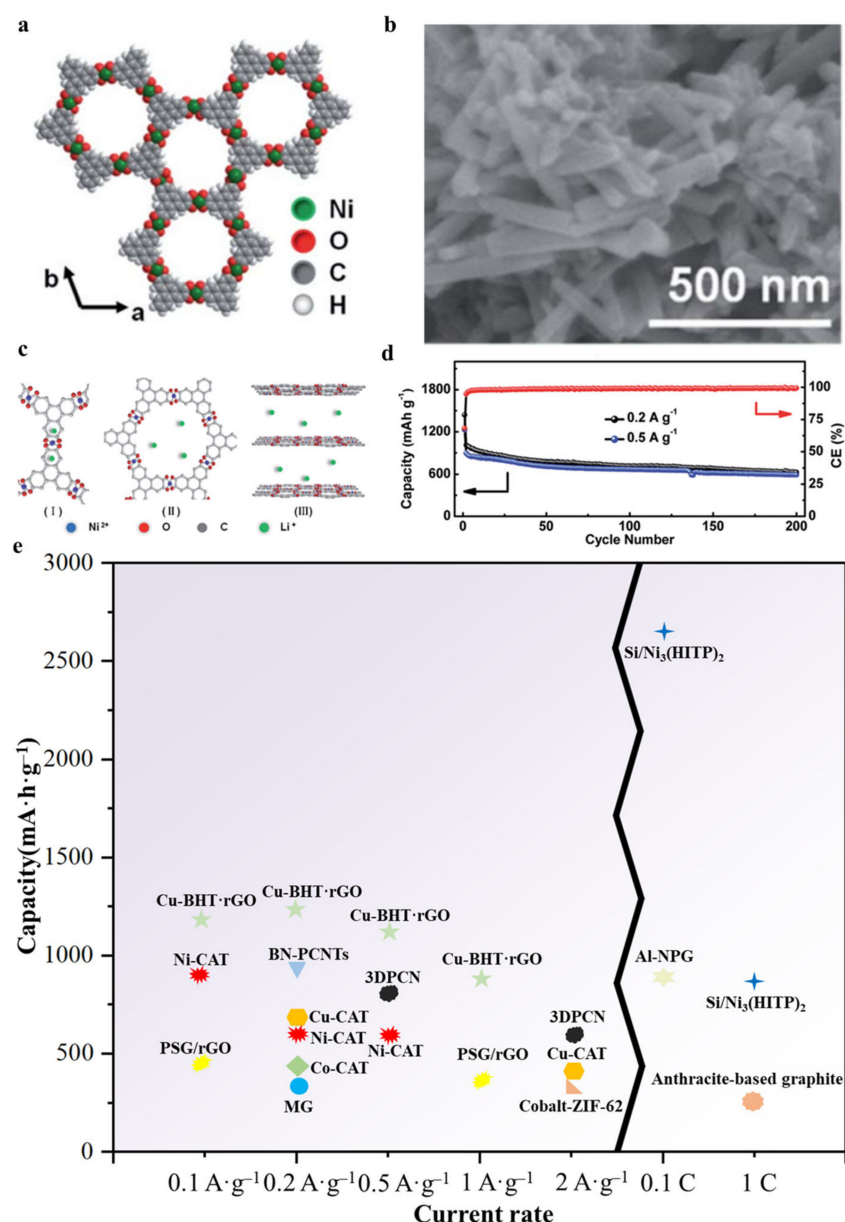 a
Ni
O
C
H
b
a
b
500 nm
c
(I)
(II)
(III)
Ni²⁺
O
C
Li⁺
d
1800
1200
600
Capacity (mAh g⁻¹)
0.2 A g⁻¹
0.5 A g⁻¹
100
75
50
25
0
CE (%)
0
50
100
150
200
Cycle Number
e
3000
2500
2000
1500
1000
500
0
Capacity(mA·h·g⁻¹)
Si/Ni₃(HITP)₂
Cu-BHT·rGO
Cu-BHT·rGO
Cu-BHT·rGO
Cu-BHT·rGO
Ni-CAT
BN-PCNTs
3DPCN
Al-NPG
Si/Ni₃(HITP)₂
Cu-CAT
Ni-CAT
Ni-CAT
3DPCN
Cu-CAT
PSG/rGO
Co-CAT
MG
PSG/rGO
Cobalt-ZIF-62
Anthracite-based graphite
0.1 A·g⁻¹
0.2 A·g⁻¹
0.5 A·g⁻¹
1 A·g⁻¹
2 A·g⁻¹
0.1 C
1 C
Current rate